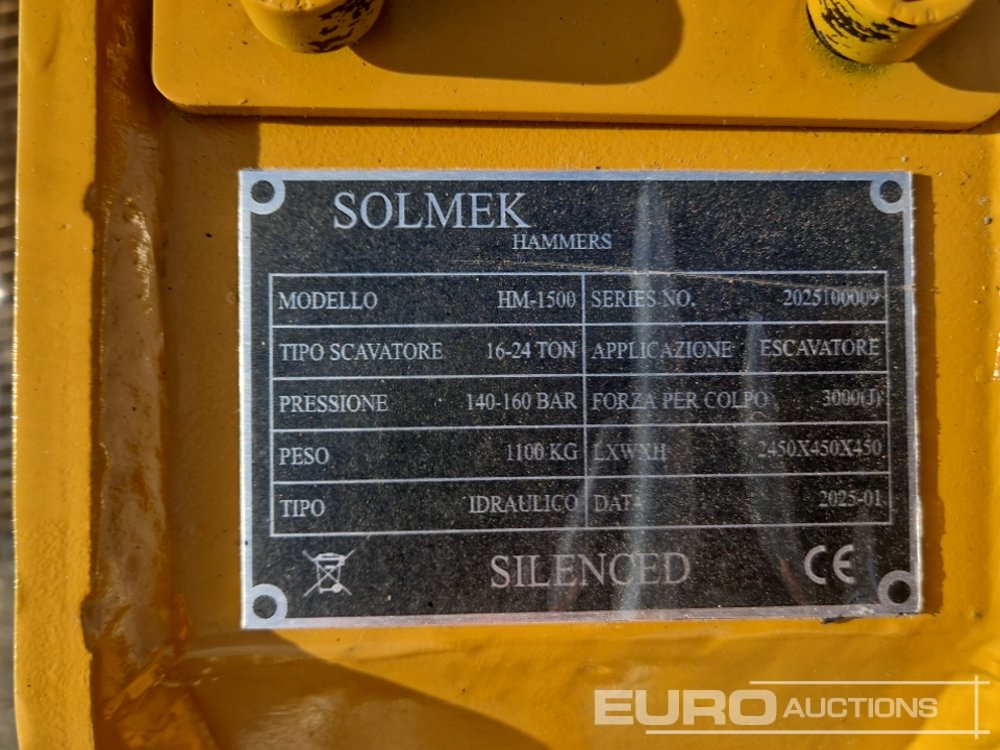 SOLMEK
HAMMERS
MODELLO HM-1500 SERIES NO. 2025100009
TIPO SCAVATORE 16-24 TON APPLICAZIONE ESCAVATORE
PRESSIONE 140-160 BAR FORZA PER COLPO 3000(J)
PESO 1100 KG LXWXH 2450X450X450
TIPO IDRAULICO DATA 2025-01
SILENCED CE
EURO AUCTIONS